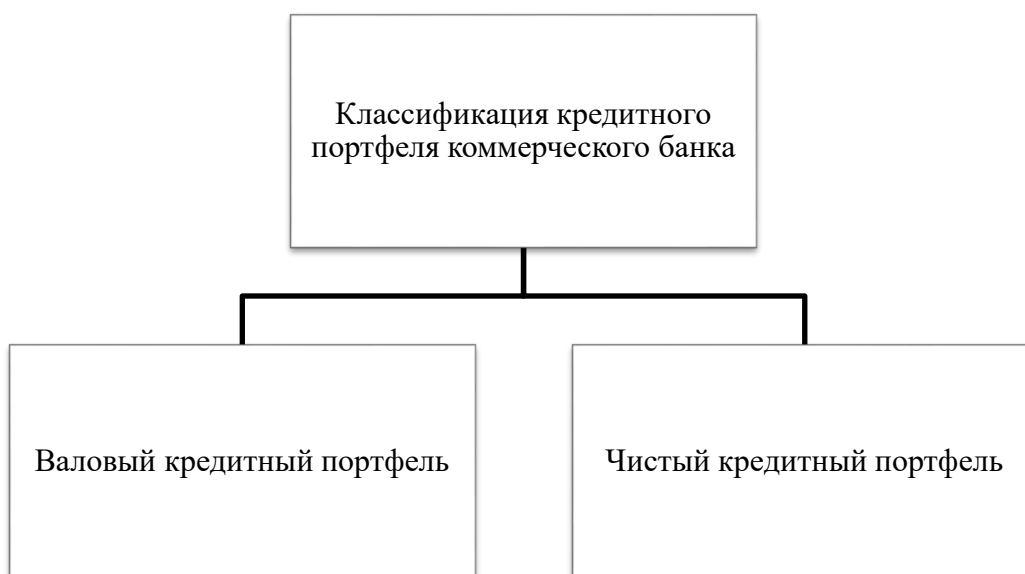 Классификация кредитного
портфеля коммерческого банка
Валовый кредитный портфель
Чистый кредитный портфель